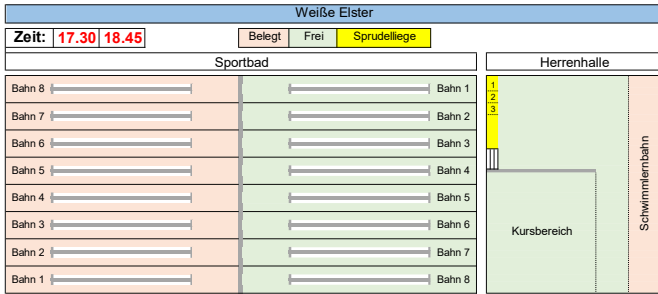 Weiße Elster
Zeit: 17.30 18.45 Belegt Frei Sprudelliege
Sportbad Herrenhalle
Bahn 8 Bahn 1
Bahn 7 Bahn 2
Bahn 6 Bahn 3
Bahn 5 Bahn 4
Bahn 4 Bahn 5
Bahn 3 Bahn 6
Bahn 2 Bahn 7
Bahn 1 Bahn 8
1
2
3
Kursbereich
Schwimmlernbahn